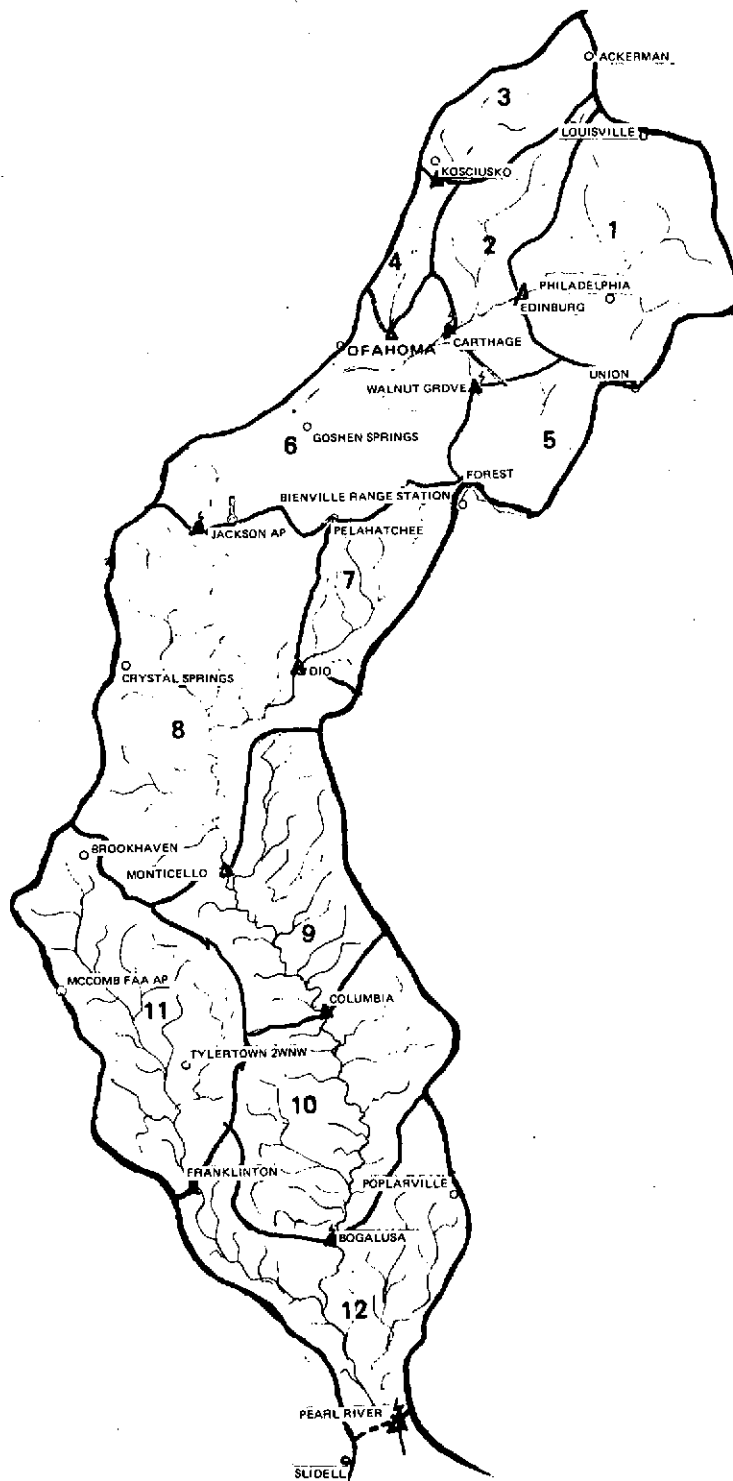 ACKERMAN
3
LOUISVILLE
KOSCIUSKO
1
2
4
PHILADELPHIA
EDINBURG
OFAHOMA
CARTHAGE
UNION
WALNUT GROVE
GOSHEN SPRINGS
6
5
FOREST
BIENVILLE RANGE STATION
JACKSON AP
PELAHATCHEE
7
CRYSTAL SPRINGS
DIO
8
BROOKHAVEN
MONTICELLO
9
MCCOMB FAA AP
COLUMBIA
11
TYLERTOWN 2WNW
10
FRANKLINTON
POPLARVILLE
BOGALUSA
12
PEARL RIVER
SLIDELL